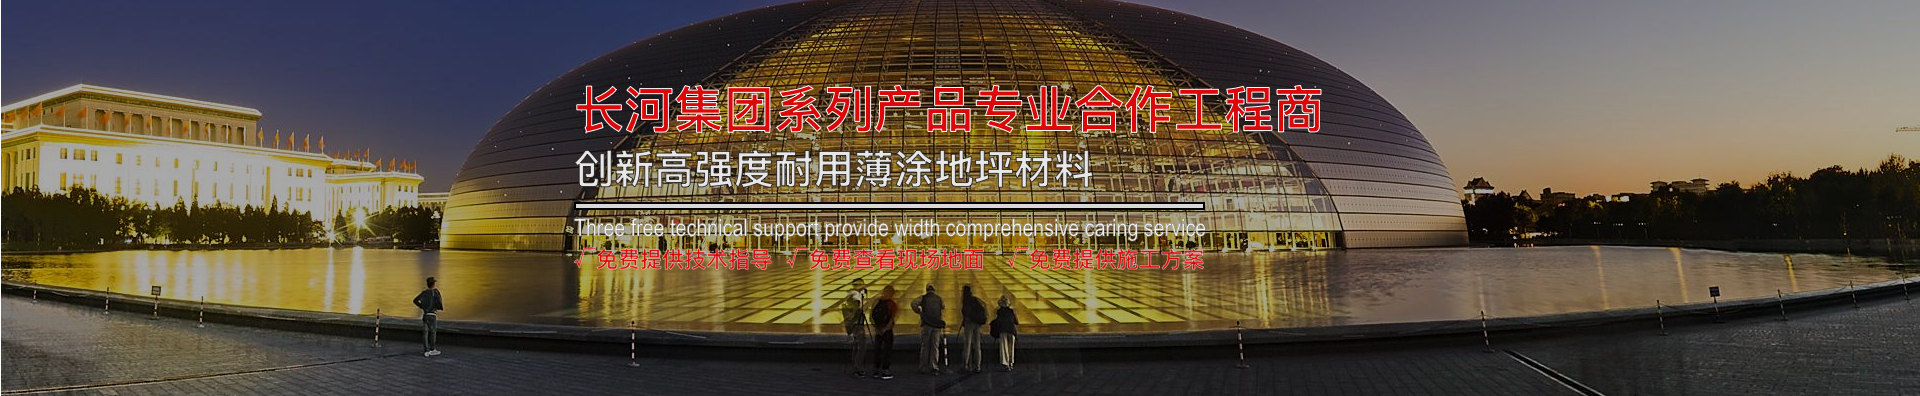 长河集团系列产品专业合作工程商
创新高强度耐用薄涂地坪材料
Three free technical support provide width comprehensive caring service
√ 免费提供技术指导 √ 免费查看现场地面 √ 免费提供施工方案